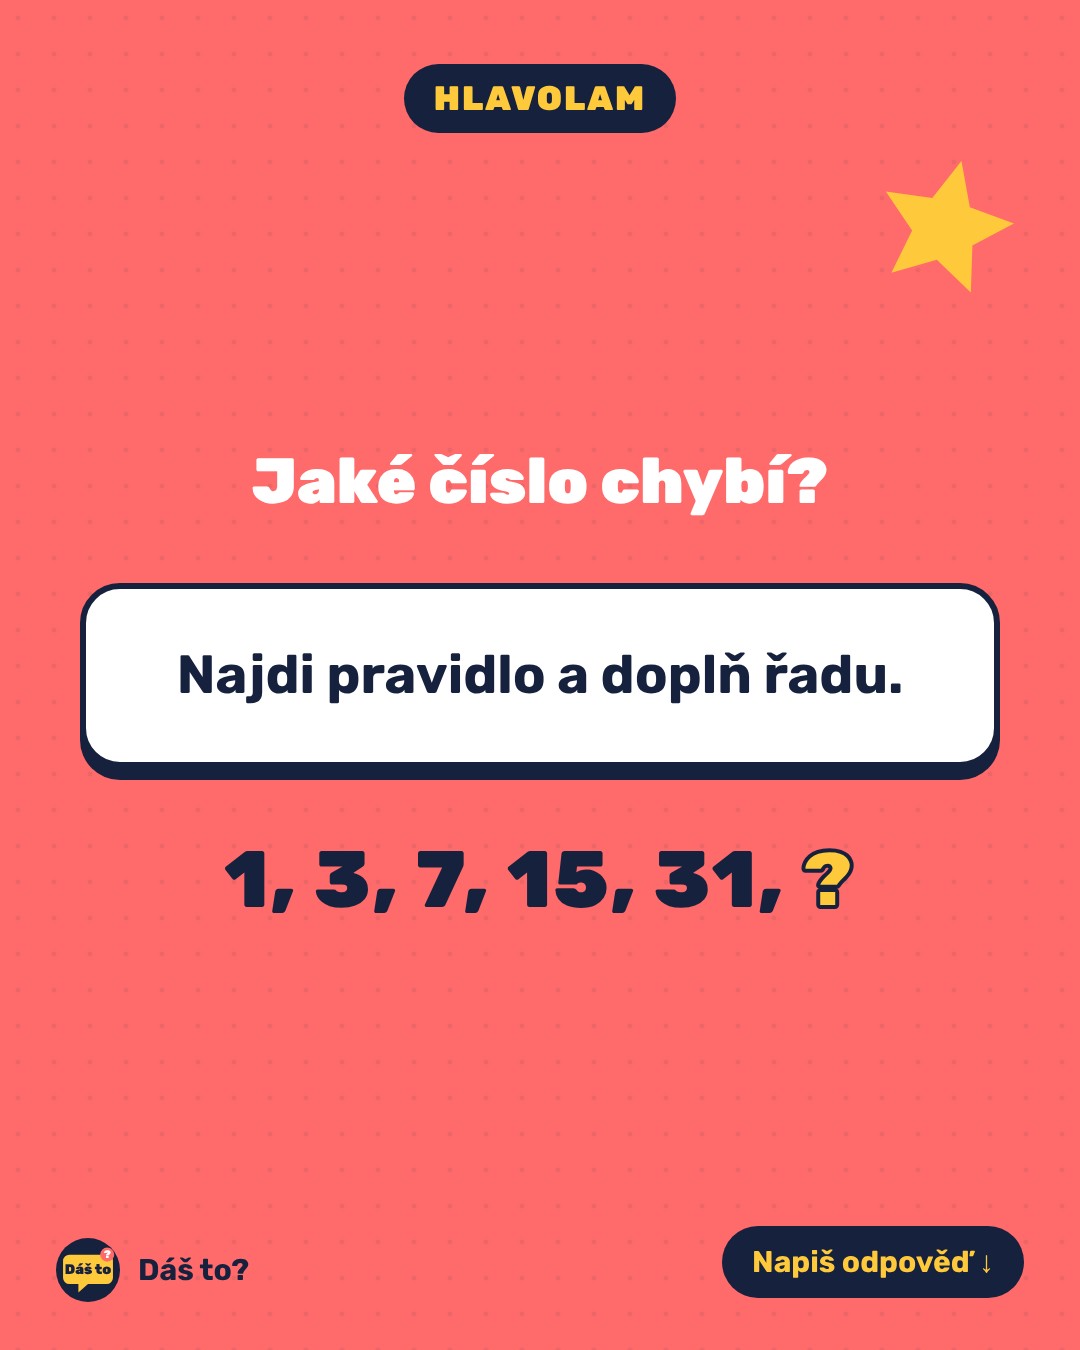 HLAVOLAM
Jaké číslo chybí?
Najdi pravidlo a doplň řadu.
1, 3, 7, 15, 31, ?
Dáš to
?
Dáš to?
Napiš odpověď ↓